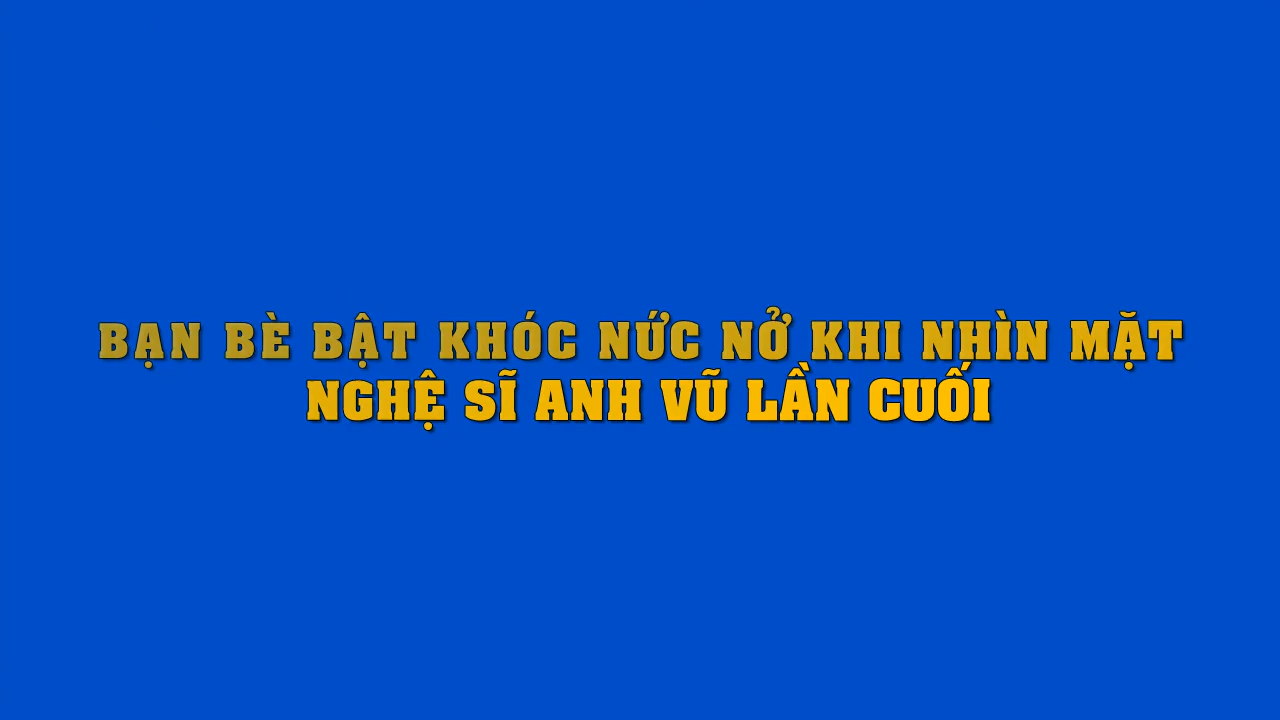 BẠN BÈ BẬT KHÓC NỨC NỞ KHI NHÌN MẶT
NGHỆ SĨ ANH VŨ LẦN CUỐI